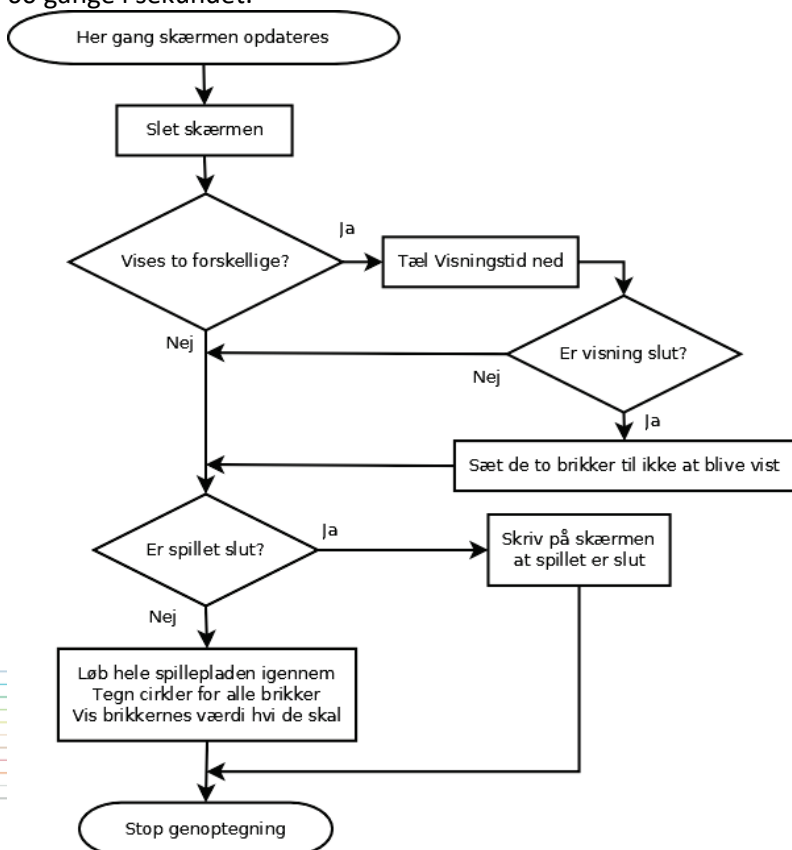 60 gange i sekundet.
Her gang skærmen opdateres
Slet skærmen
Vises to forskellige?
Ja
Tæl Visningstid ned
Nej
Er visning slut?
Nej
Ja
Sæt de to brikker til ikke at blive vist
Er spillet slut?
Ja
Skriv på skærmen
at spillet er slut
Nej
Løb hele spillepladen igennem
Tegn cirkler for alle brikker
Vis brikkernes værdi hvi de skal
Stop genoptegning